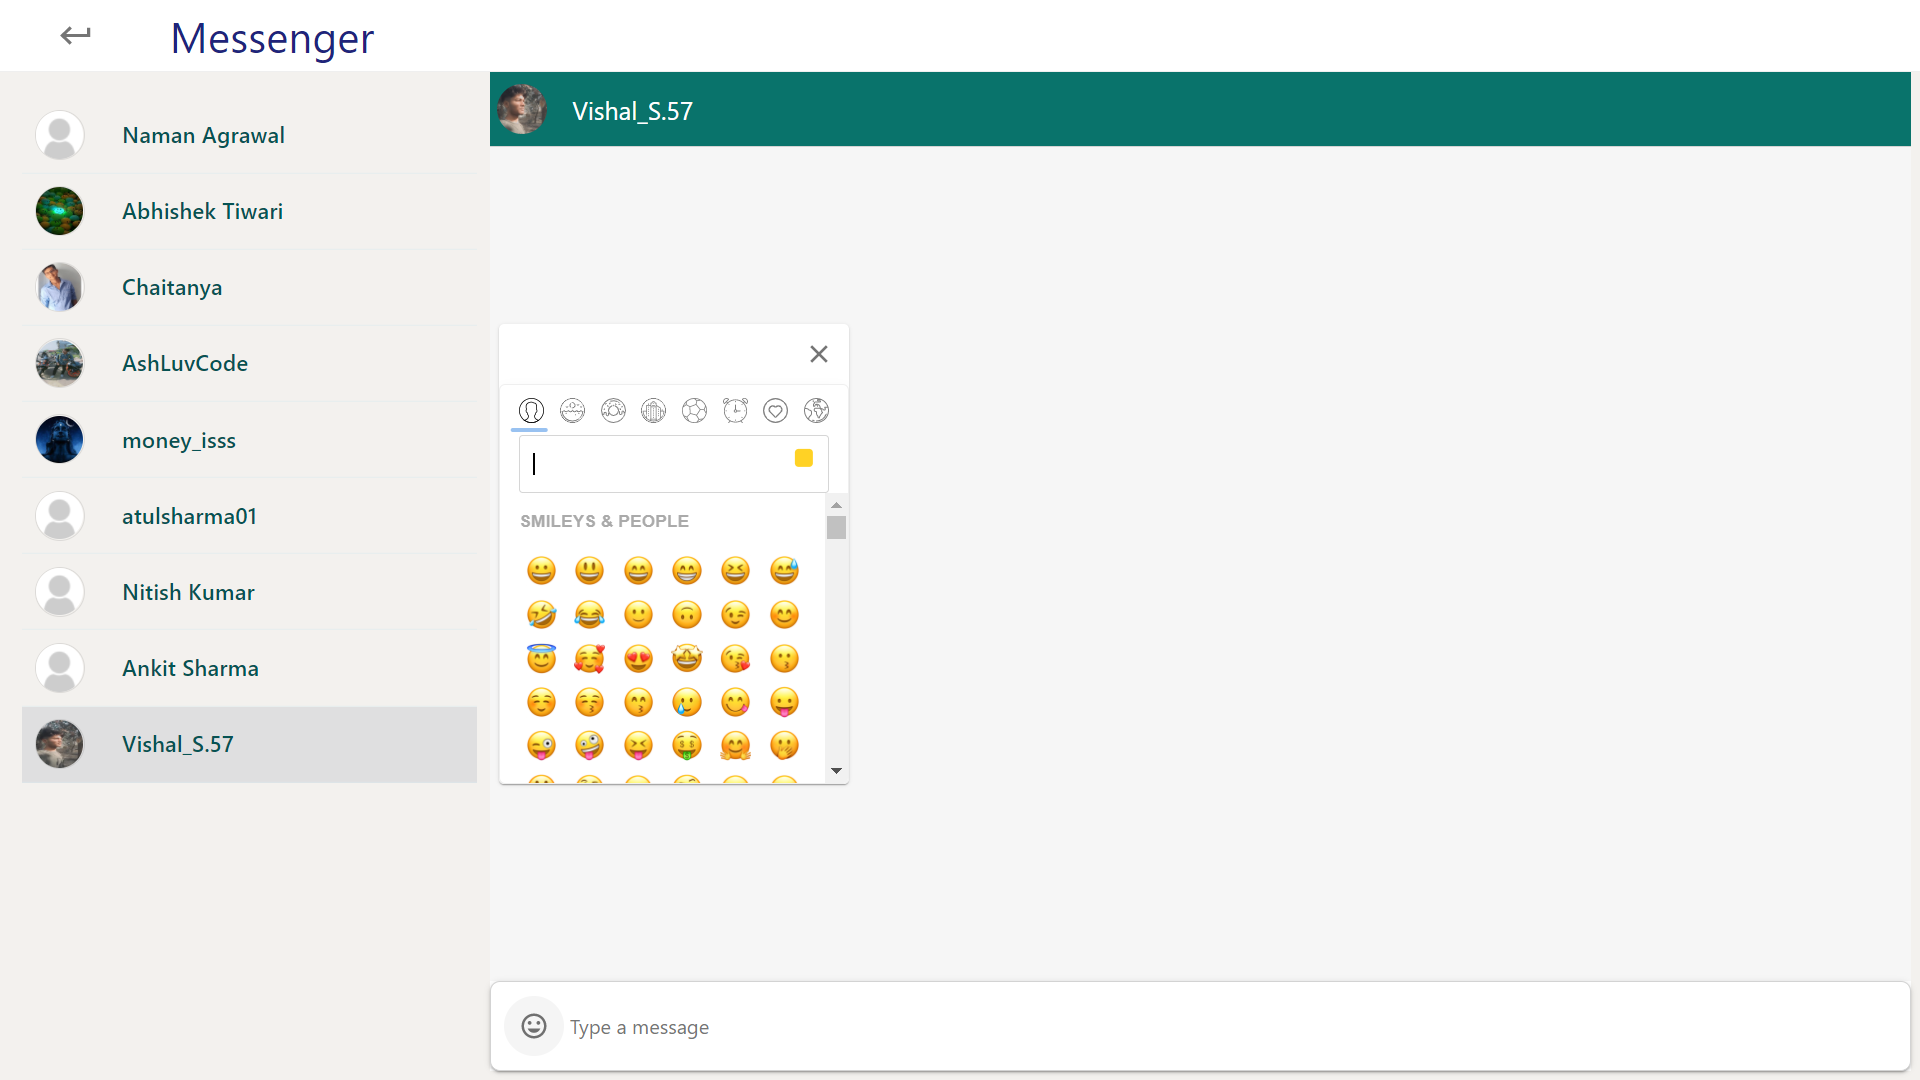 Messenger
Naman Agrawal
Abhishek Tiwari
Chaitanya
AshLuvCode
money_isss
atulsharma01
Nitish Kumar
Ankit Sharma
Vishal_S.57
Vishal_S.57
SMILEYS & PEOPLE
Type a message